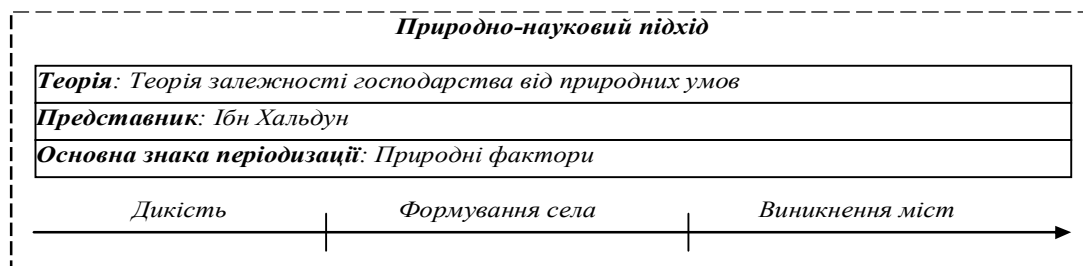 Природно-науковий підхід
Теорія: Теорія залежності господарства від природних умов
Представник: Ібн Хальдун
Основна знака періодизації: Природні фактори
Дикість Формування села Виникнення міст